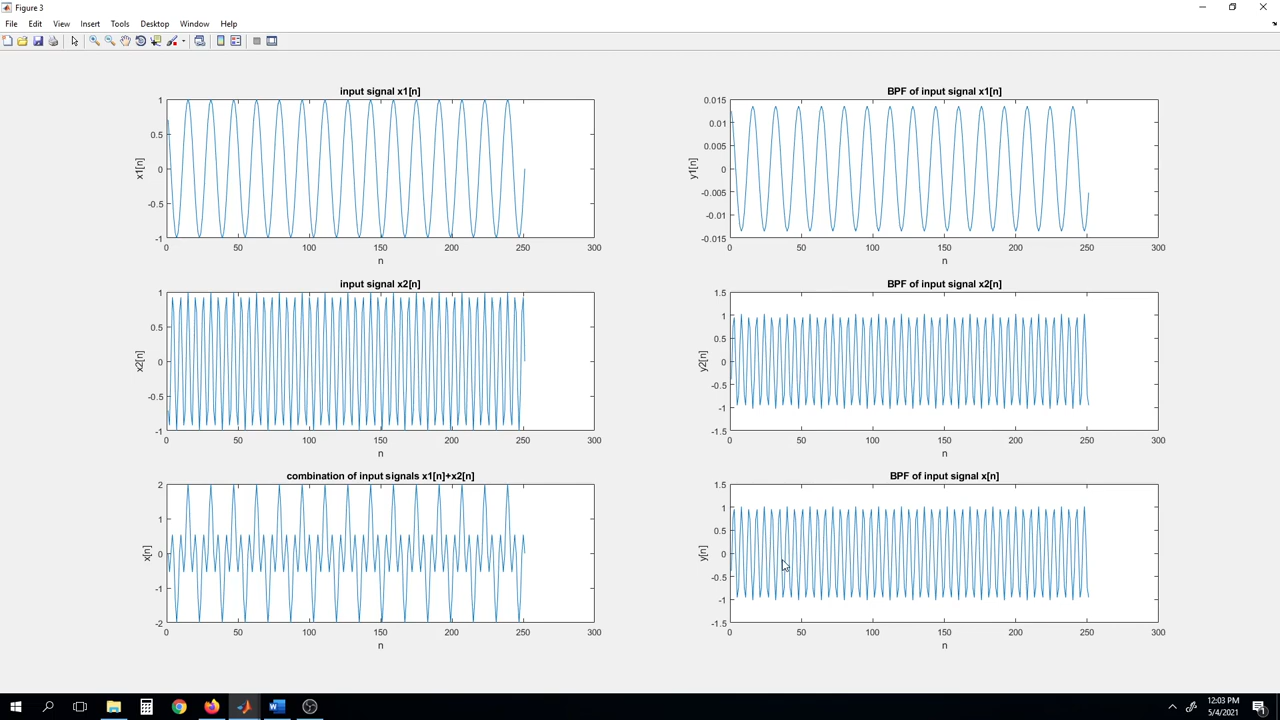 Figure 3
File Edit View Insert Tools Desktop Window Help
input signal x1[n]
1
0.5
0
-0.5
-1
x1[n]
0 50 100 150 200 250 300
n
BPF of input signal x1[n]
0.015
0.01
0.005
0
-0.005
-0.01
-0.015
y1[n]
0 50 100 150 200 250 300
n
input signal x2[n]
1
0.5
0
-0.5
-1
x2[n]
0 50 100 150 200 250 300
n
BPF of input signal x2[n]
1.5
1
0.5
0
-0.5
-1
-1.5
y2[n]
0 50 100 150 200 250 300
n
combination of input signals x1[n]+x2[n]
2
1
0
-1
-2
x[n]
0 50 100 150 200 250 300
n
BPF of input signal x[n]
1.5
1
0.5
0
-0.5
-1
-1.5
y[n]
0 50 100 150 200 250 300
n
12:03 PM
5/4/2021
1